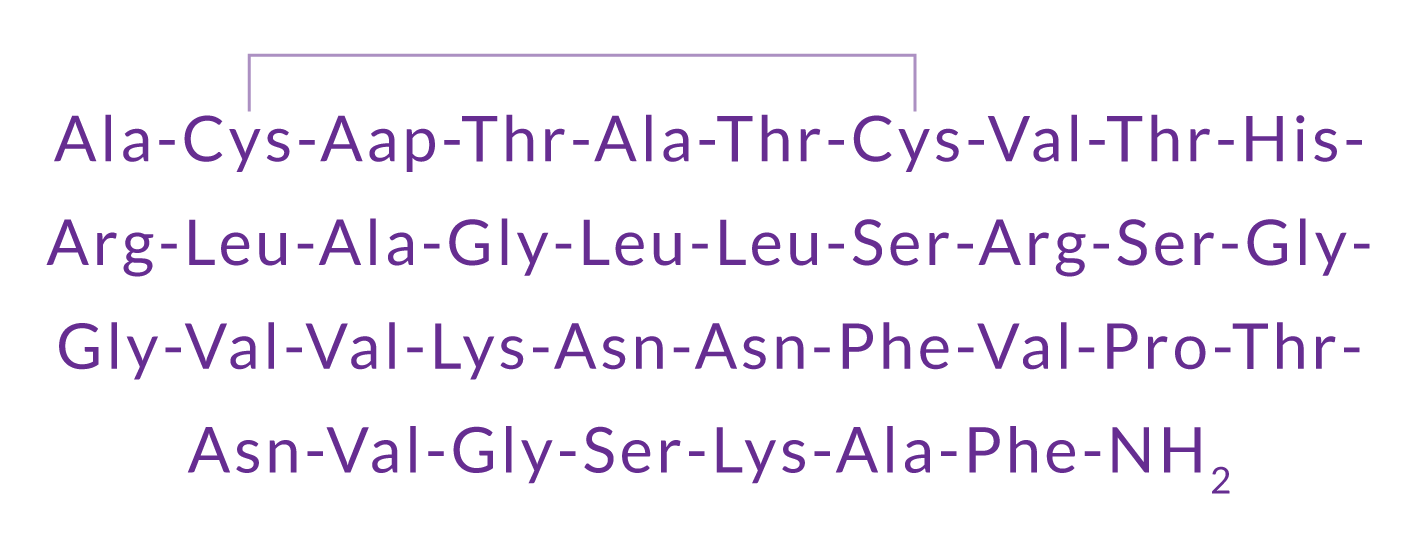 Ala-Cys-Aap-Thr-Ala-Thr-Cys-Val-Thr-His-
Arg-Leu-Ala-Gly-Leu-Leu-Ser-Arg-Ser-Gly-
Gly-Val-Val-Lys-Asn-Asn-Phe-Val-Pro-Thr-
Asn-Val-Gly-Ser-Lys-Ala-Phe-NH₂